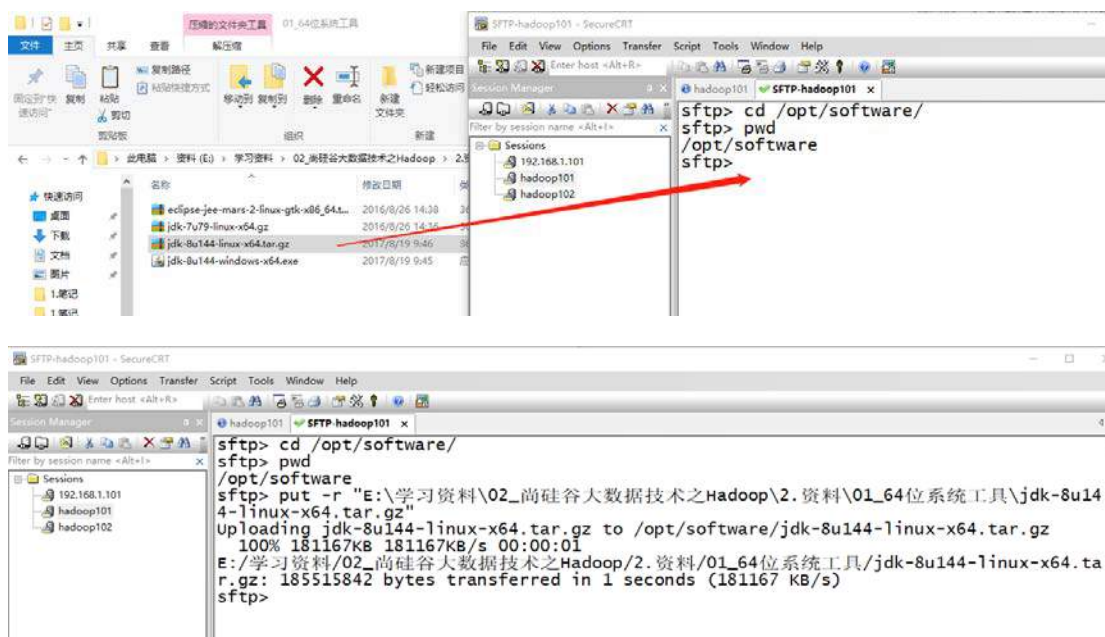 压缩的文件夹工具 01_64位系统工具
文件 主页 共享 查看 解压缩
复制 粘贴
复制路径
粘贴快捷方式
剪切
移动到 复制到 删除 重命名
新建
文件夹
新建项目
轻松访问
剪贴板 组织 新建
此电脑 > 资料 (E:) > 学习资料 > 02_尚硅谷大数据技术之Hadoop >
快速访问
桌面
下载
文档
图片
1.笔记
1.笔记
名称 修改日期
eclipse-jee-mars-2-linux-gtk-x86_64.t... 2016/8/26 14:38
jdk-7u79-linux-x64.gz 2016/8/26 14:36
jdk-8u144-linux-x64.tar.gz 2017/8/19 9:46
jdk-8u144-windows-x64.exe 2017/8/19 9:45
SFTP-hadoop101 - SecureCRT
File Edit View Options Transfer Script Tools Window Help
Enter host <Alt+R>
Session Manager
hadoop101 SFTP-hadoop101 x
Filter by session name <Alt+I> x
Sessions
192.168.1.101
hadoop101
hadoop102
sftp> cd /opt/software/
sftp> pwd
/opt/software
sftp>
SFTP-hadoop101 - SecureCRT
File Edit View Options Transfer Script Tools Window Help
Enter host <Alt+R>
Session Manager
hadoop101 SFTP-hadoop101 x
Filter by session name <Alt+I> x
Sessions
192.168.1.101
hadoop101
hadoop102
sftp> cd /opt/software/
sftp> pwd
/opt/software
sftp> put -r "E:\学习资料\02_尚硅谷大数据技术之Hadoop\2.资料\01_64位系统工具\jdk-8u14
4-linux-x64.tar.gz"
Uploading jdk-8u144-linux-x64.tar.gz to /opt/software/jdk-8u144-linux-x64.tar.gz
100% 181167KB 181167KB/s 00:00:01
E:/学习资料/02_尚硅谷大数据技术之Hadoop/2.资料/01_64位系统工具/jdk-8u144-linux-x64.ta
r.gz: 185515842 bytes transferred in 1 seconds (181167 KB/s)
sftp>